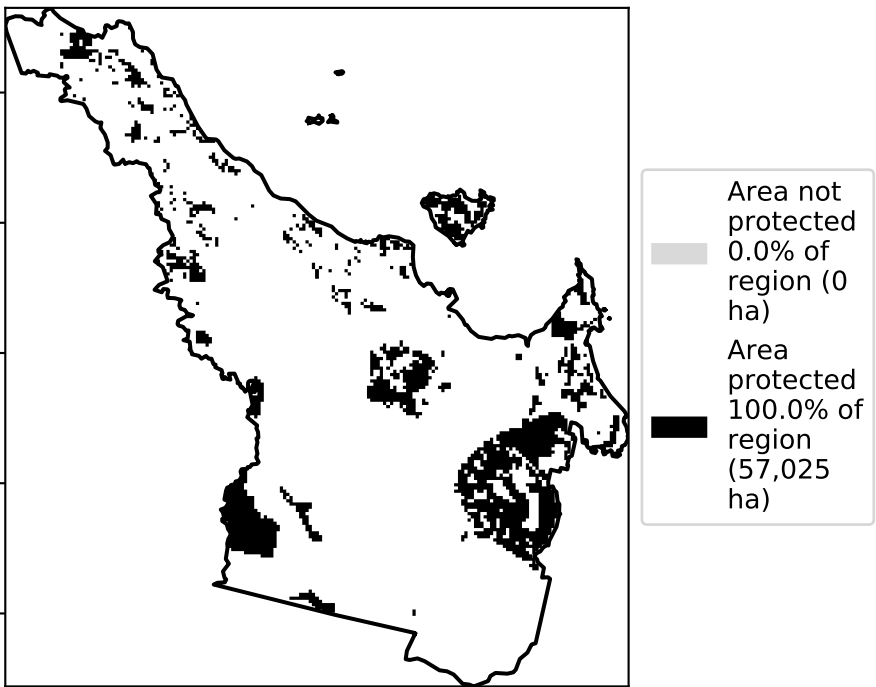 Area not
protected
0.0% of
region (0
ha)
Area
protected
100.0% of
region
(57,025
ha)